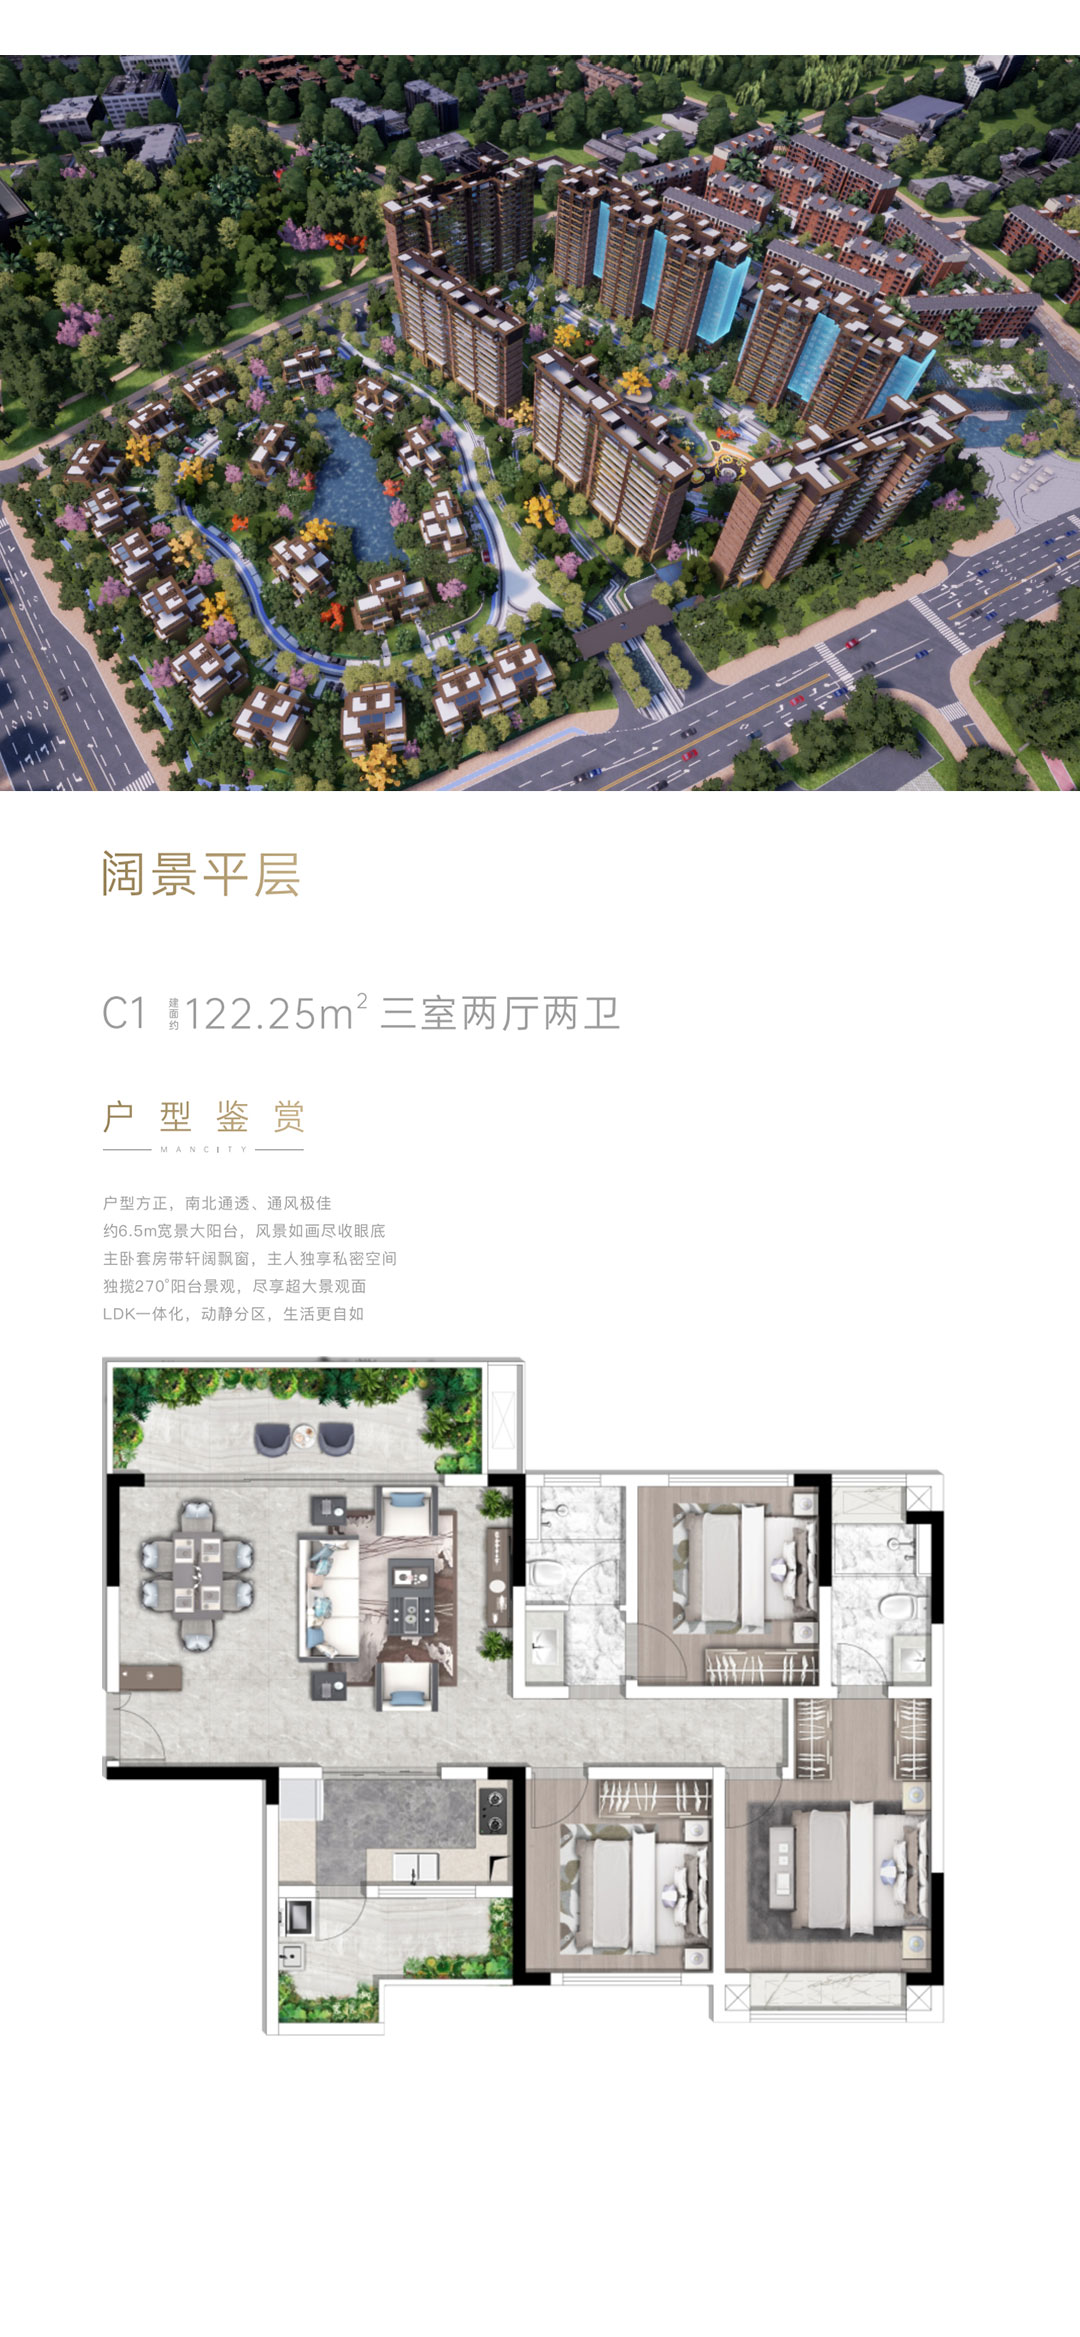 阔景平层
C1 建面约122.25m² 三室两厅两卫
户型鉴赏
MANCITY
户型方正，南北通透、通风极佳
约6.5m宽景大阳台，风景如画尽收眼底
主卧套房带轩阔飘窗，主人独享私密空间
独揽270°阳台景观，尽享超大景观面
LDK一体化，动静分区，生活更自如